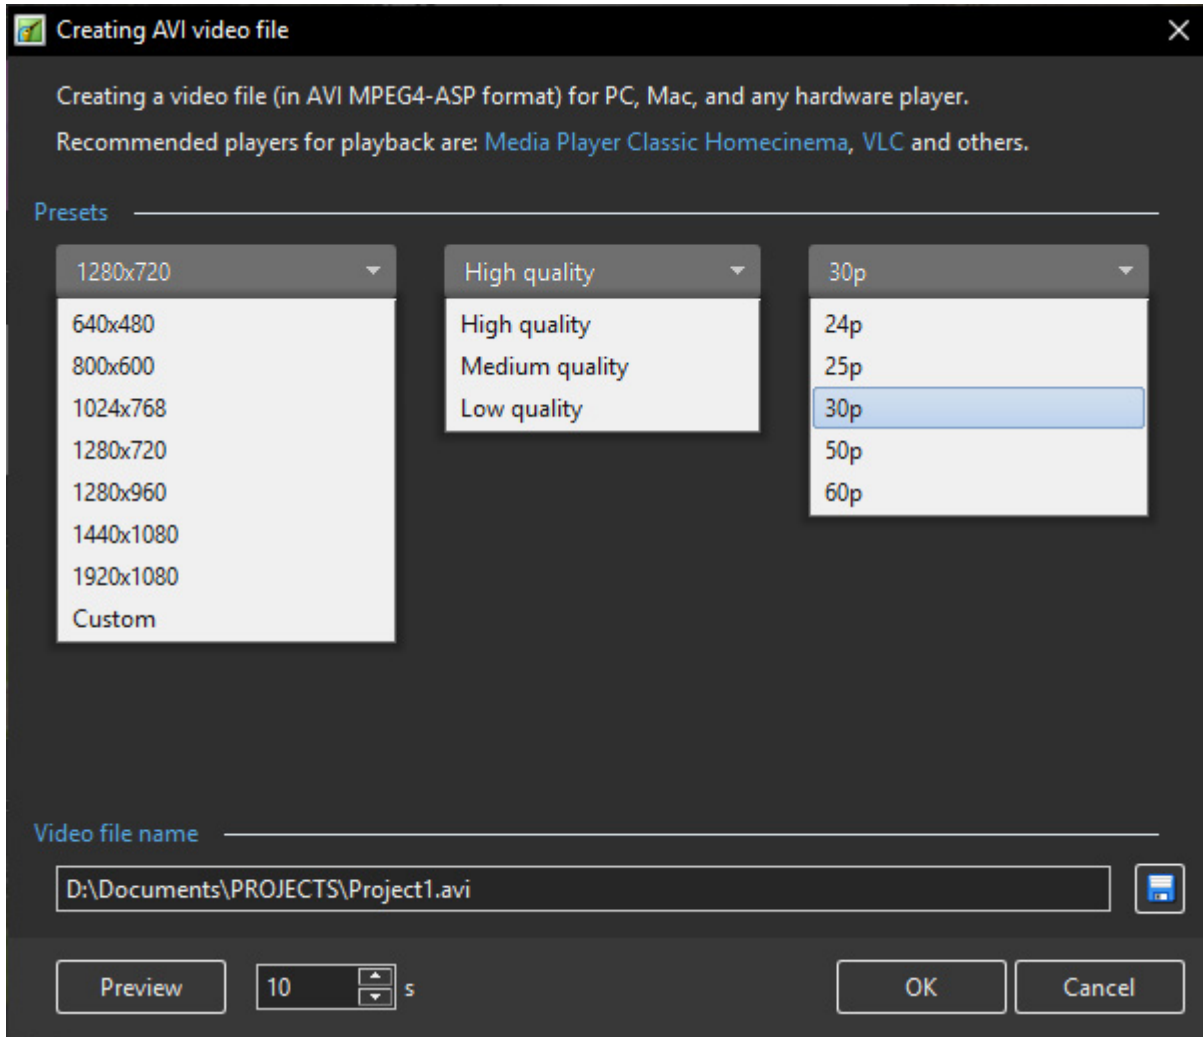 Creating AVI video file
Creating a video file (in AVI MPEG4-ASP format) for PC, Mac, and any hardware player.
Recommended players for playback are: Media Player Classic Homecinema, VLC and others.
Presets
1280x720
640x480
800x600
1024x768
1280x720
1280x960
1440x1080
1920x1080
Custom
High quality
High quality
Medium quality
Low quality
30p
24p
25p
30p
50p
60p
Video file name
D:\Documents\PROJECTS\Project1.avi
Preview
10 s
OK
Cancel